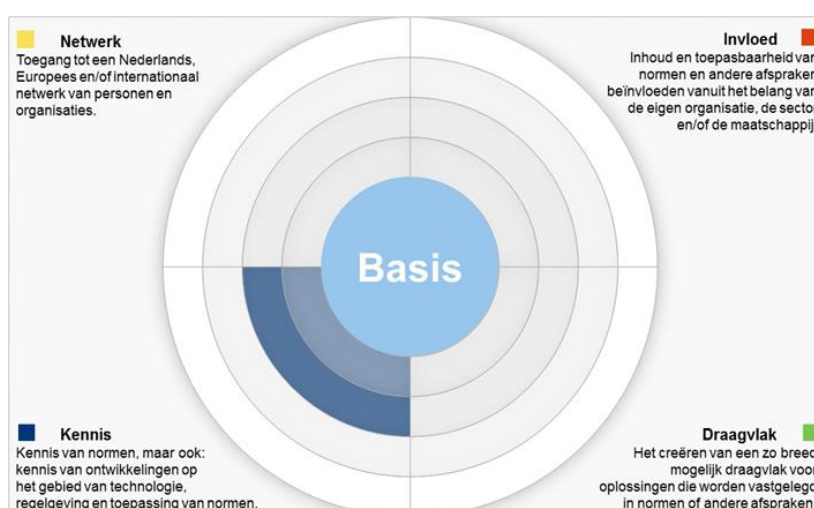 Netwerk
Toegang tot een Nederlands,
Europees en/of internationaal
netwerk van personen en
organisaties.
Invloed
Inhoud en toepasbaarheid van
normen en andere afspraken
beïnvloeden vanuit het belang van
de eigen organisatie, de sector
en/of de maatschappij
Basis
Kennis
Kennis van normen, maar ook:
kennis van ontwikkelingen op
het gebied van technologie,
regelgeving en toepassing van normen.
Draagvlak
Het creëren van een zo breed
mogelijk draagvlak voor
oplossingen die worden vastgelegd
in normen of andere afspraken